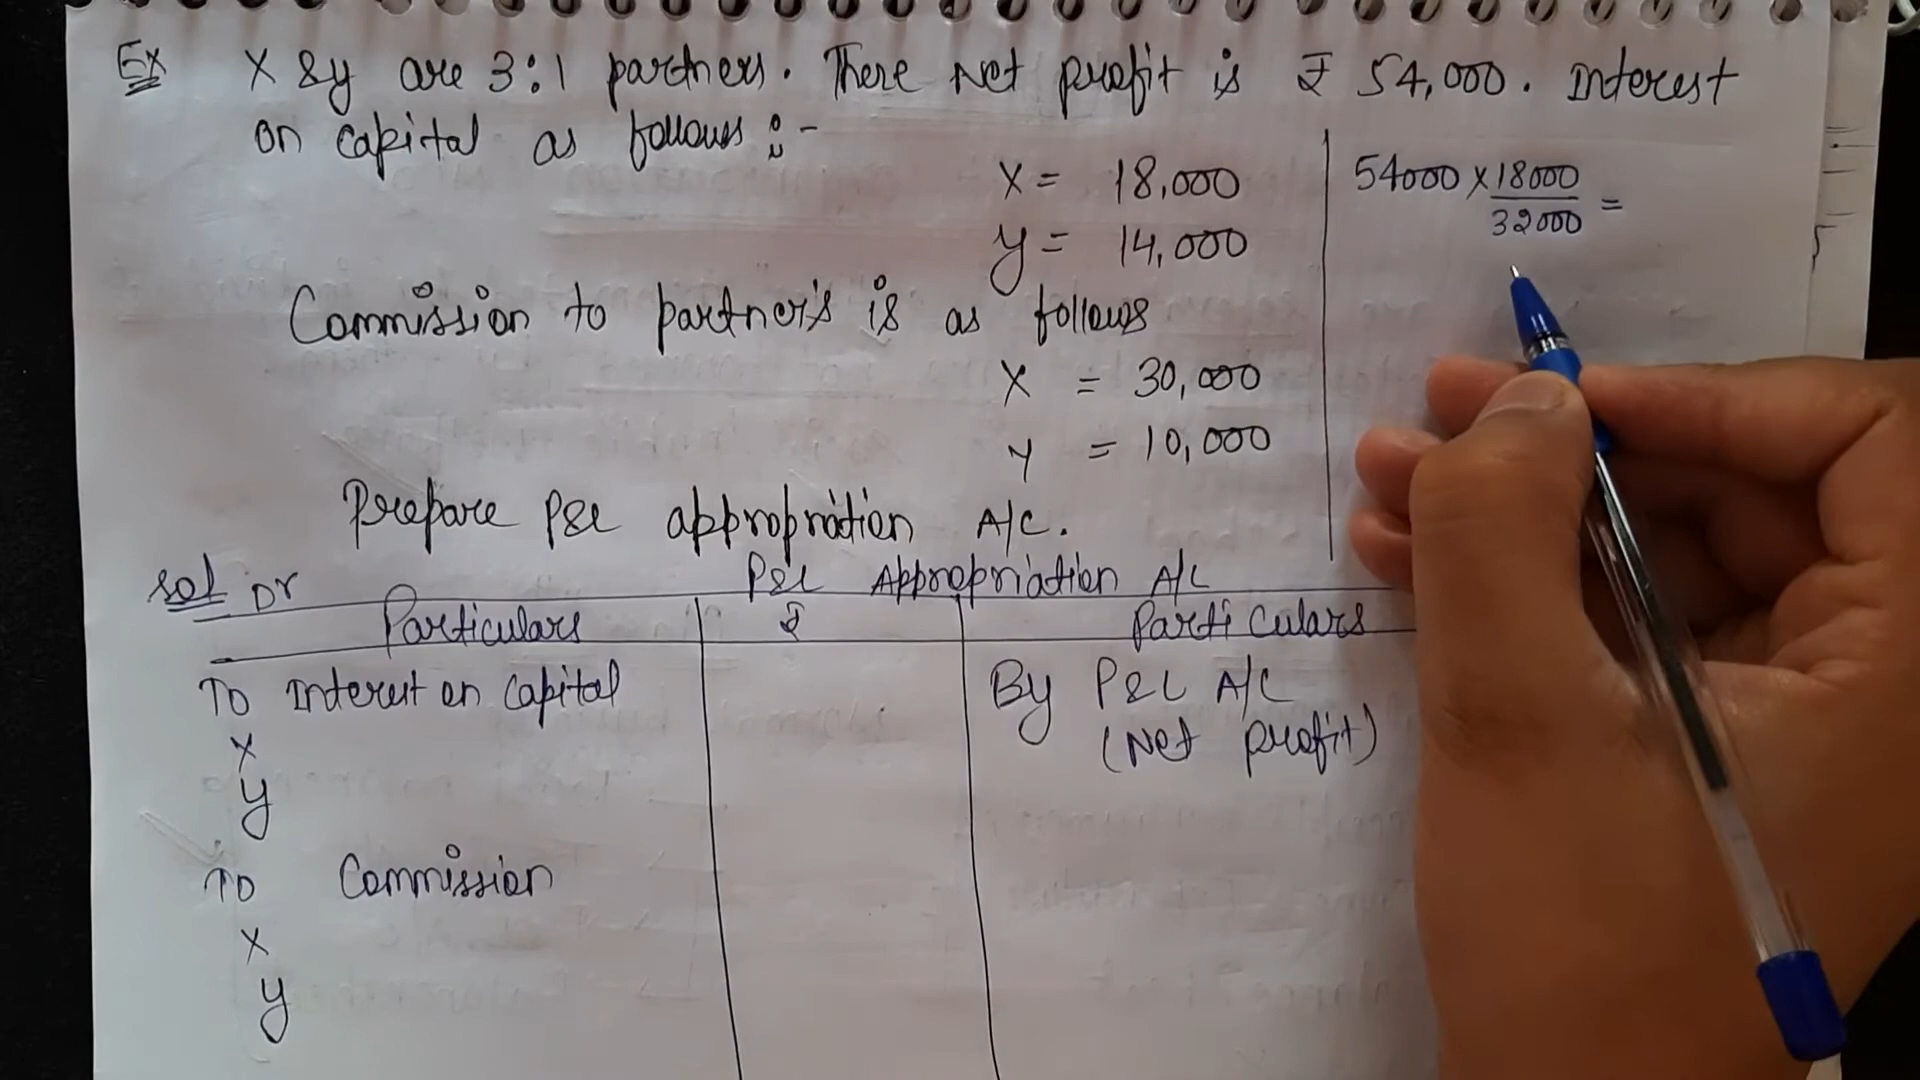 Ex X & y are 3:1 partners. There Net profit is ₹ 54,000. Interest
on capital as follows :-
X = 18,000
y = 14,000
54000 × 18000
32000 =
Commission to partner's is as follows
X = 30,000
Y = 10,000
Prepare P&L appropriation A/C.
Sol Dr P&L Appropriation A/C
Particulars ₹ Particulars
To Interest on Capital By P&L A/C
X (Net profit)
y
To Commission
X
y